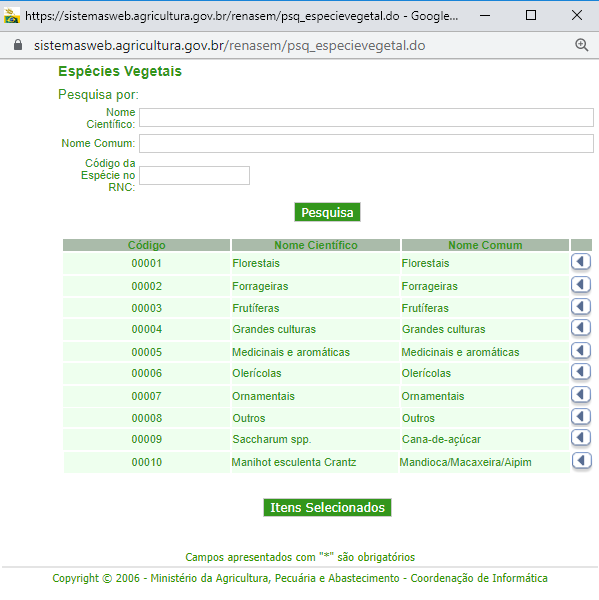 https://sistemasweb.agricultura.gov.br/renasem/psq_especievegetal.do - Google...
sistemasweb.agricultura.gov.br/renasem/psq_especievegetal.do
Espécies Vegetais
Pesquisa por:
Nome
Científico:
Nome Comum:
Código da
Espécie no
RNC:
Pesquisa
Código Nome Científico Nome Comum
00001 Florestais Florestais
00002 Forrageiras Forrageiras
00003 Frutíferas Frutíferas
00004 Grandes culturas Grandes culturas
00005 Medicinais e aromáticas Medicinais e aromáticas
00006 Olerícolas Olerícolas
00007 Ornamentais Ornamentais
00008 Outros Outros
00009 Saccharum spp. Cana-de-açúcar
00010 Manihot esculenta Crantz Mandioca/Macaxeira/Aipim
Itens Selecionados
Campos apresentados com "*" são obrigatórios
Copyright © 2006 - Ministério da Agricultura, Pecuária e Abastecimento - Coordenação de Informática